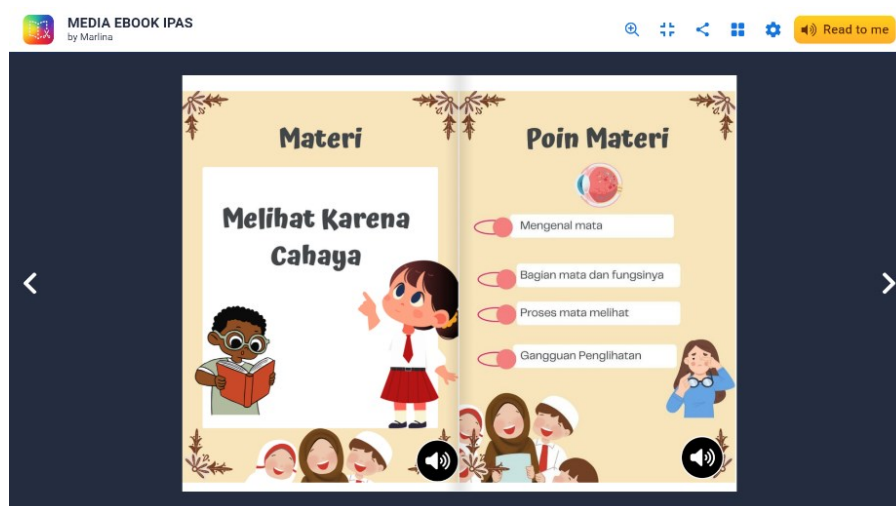 MEDIA EBOOK IPAS
by Marlina
Read to me
Materi
Melihat Karena
Cahaya
Poin Materi
Mengenal mata
Bagian mata dan fungsinya
Proses mata melihat
Gangguan Penglihatan